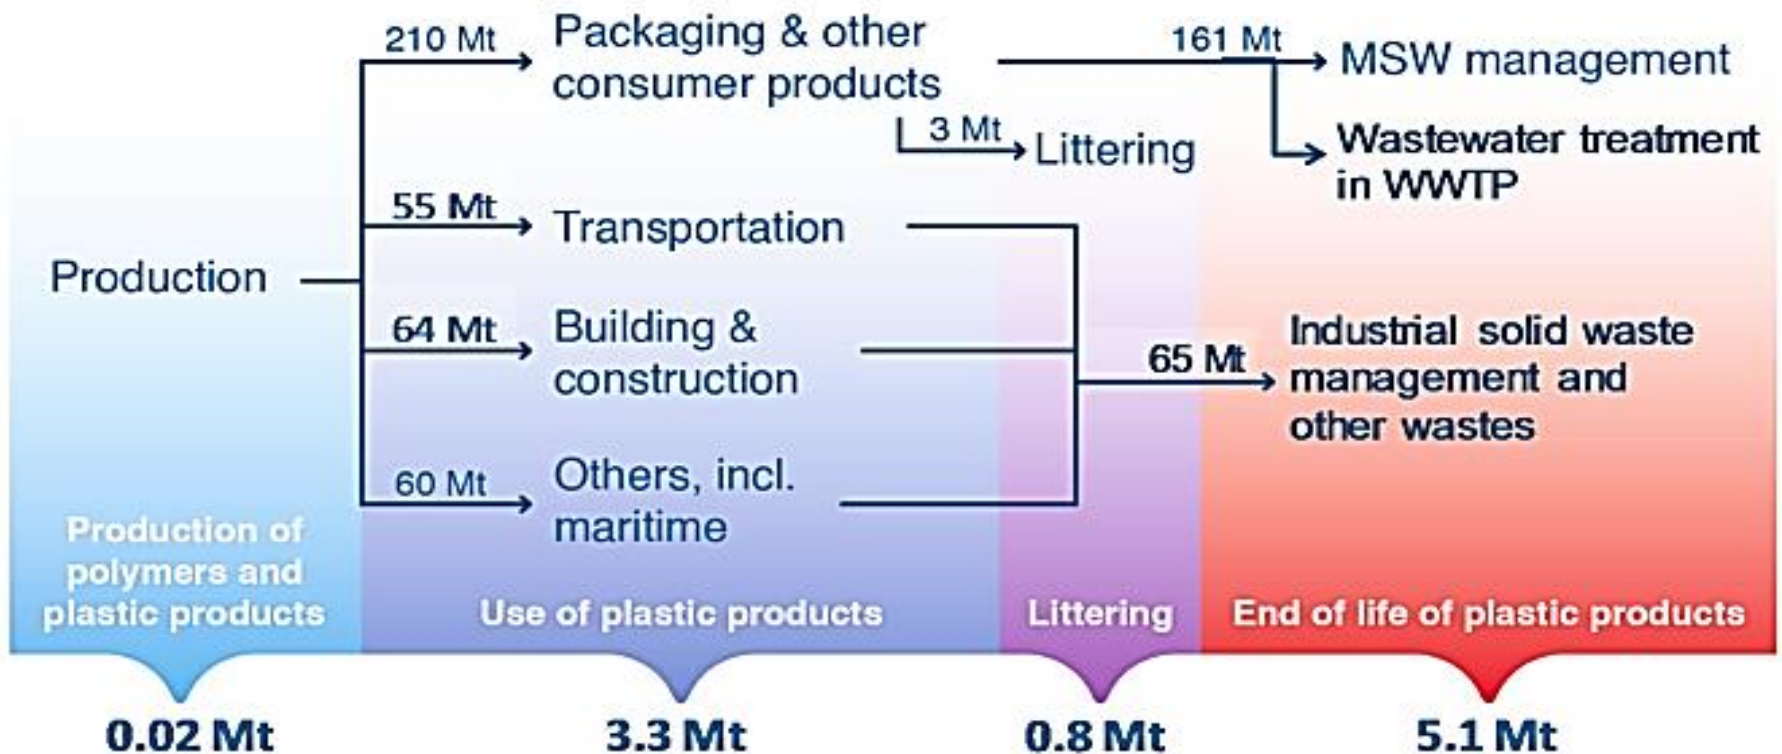 210 Mt
Packaging & other
consumer products
161 Mt
MSW management
3 Mt
Littering
Wastewater treatment
in WWTP
55 Mt
Transportation
Production
64 Mt
Building &
construction
65 Mt
Industrial solid waste
management and
other wastes
60 Mt
Others, incl.
maritime
Production of
polymers and
plastic products
Use of plastic products
Littering
End of life of plastic products
0.02 Mt
3.3 Mt
0.8 Mt
5.1 Mt